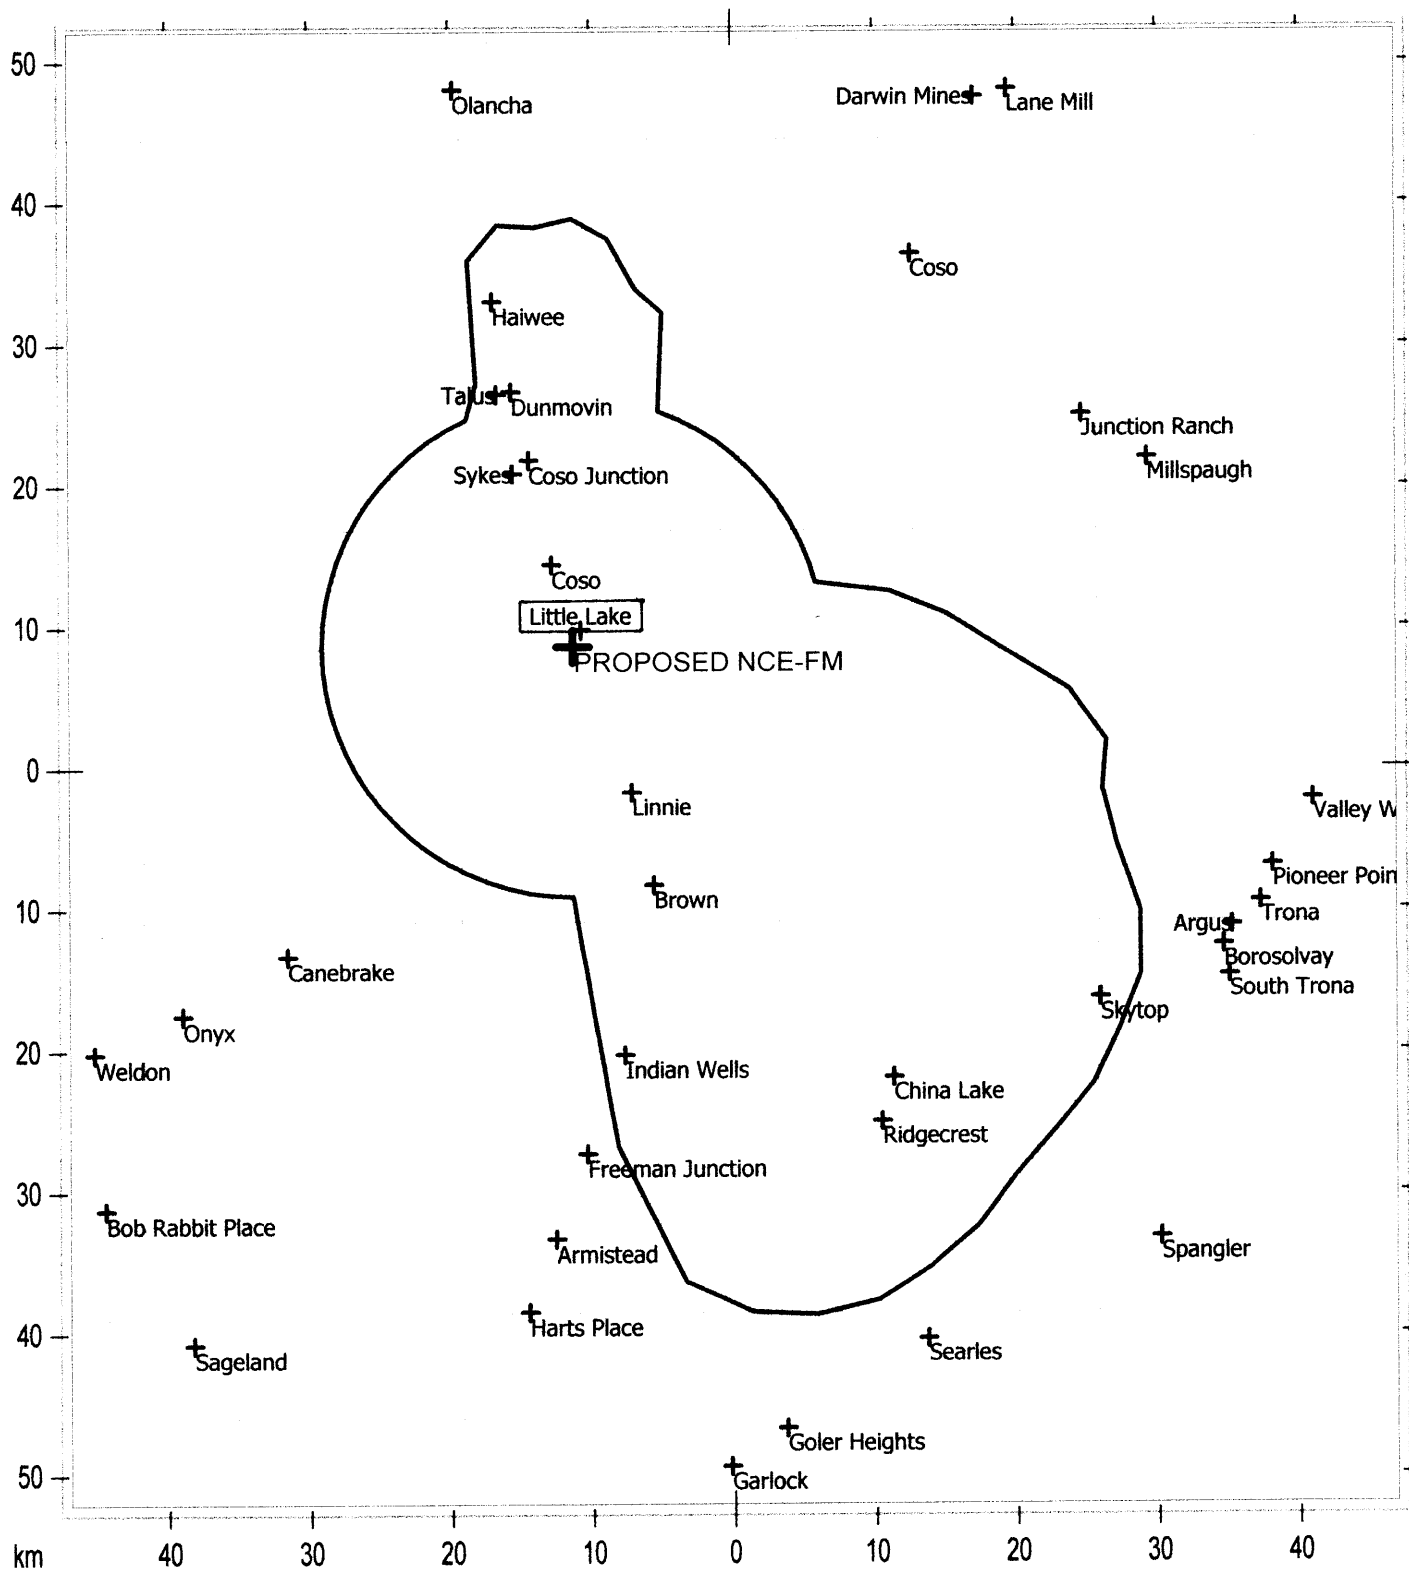 50
Olancha
Darwin Mines
Lane Mill
40
Coso
Haiwee
30
Talus
Dunmovin
Junction Ranch
Millspaugh
Sykes
Coso Junction
20
Coso
Little Lake
10
PROPOSED NCE-FM
0
Linnie
Valley W
Pioneer Poin
Brown
Trona
10
Argus
Borosolvay
Canebrake
South Trona
Skytop
Onyx
20
Weldon
Indian Wells
China Lake
Ridgecrest
Freeman Junction
30
Bob Rabbit Place
Armistead
Spangler
Harts Place
40
Searles
Sageland
Goler Heights
50
Garlock
km
40 30 20 10 0 10 20 30 40